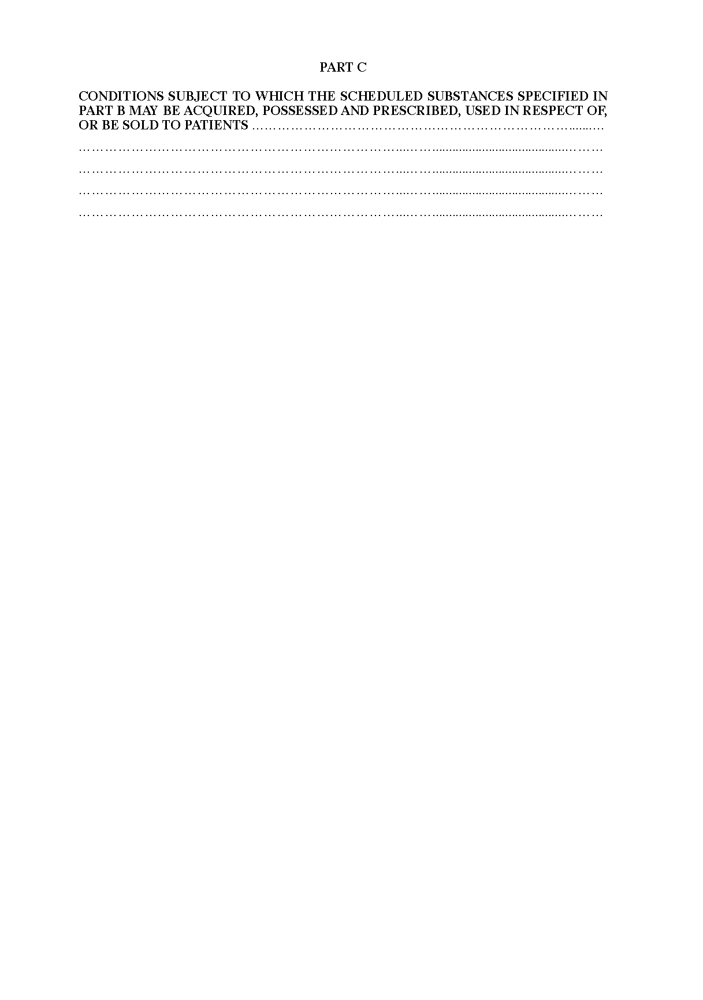 PART C
CONDITIONS SUBJECT TO WHICH THE SCHEDULED SUBSTANCES SPECIFIED IN
PART B MAY BE ACQUIRED, POSSESSED AND PRESCRIBED, USED IN RESPECT OF,
OR BE SOLD TO PATIENTS ………………………………………………………………......…
……………………………………………………………...……..........................................………
……………………………………………………………...……..........................................………
……………………………………………………………...……..........................................………
……………………………………………………………...……..........................................………